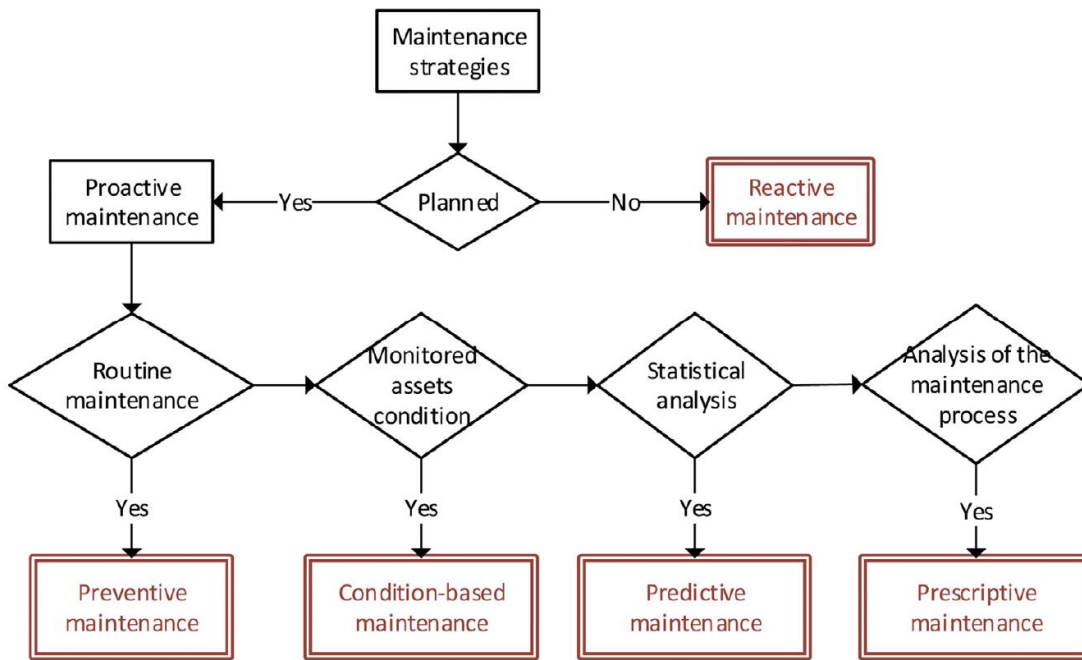 Maintenance
strategies
Proactive
maintenance
Yes
Planned
No
Reactive
maintenance
Routine
maintenance
Monitored
assets
condition
Statistical
analysis
Analysis of the
maintenance
process
Yes
Yes
Yes
Yes
Preventive
maintenance
Condition-based
maintenance
Predictive
maintenance
Prescriptive
maintenance